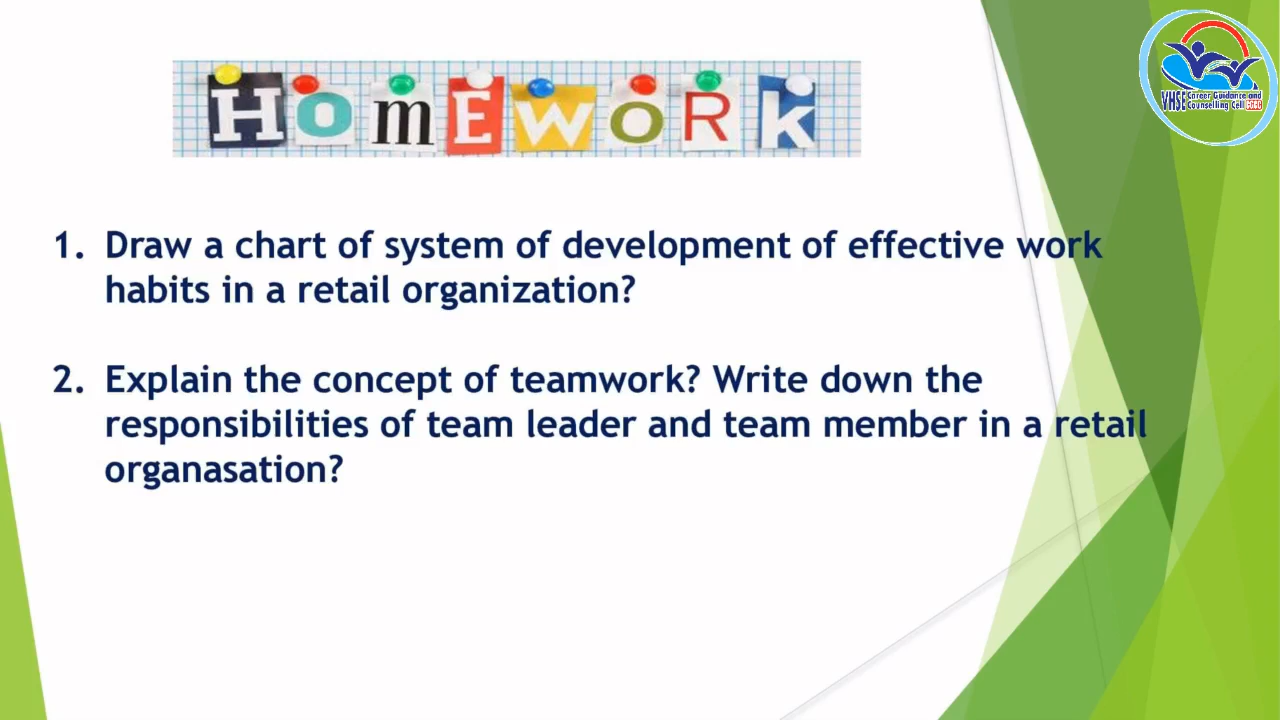 HOmEWORK
VHSE Career Guidance and
Counselling Cell CGCC
1. Draw a chart of system of development of effective work
habits in a retail organization?
2. Explain the concept of teamwork? Write down the
responsibilities of team leader and team member in a retail
organasation?